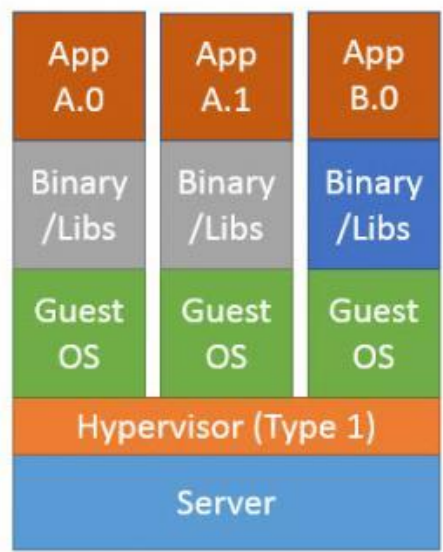 App
A.0
App
A.1
App
B.0
Binary
/Libs
Binary
/Libs
Binary
/Libs
Guest
OS
Guest
OS
Guest
OS
Hypervisor (Type 1)
Server